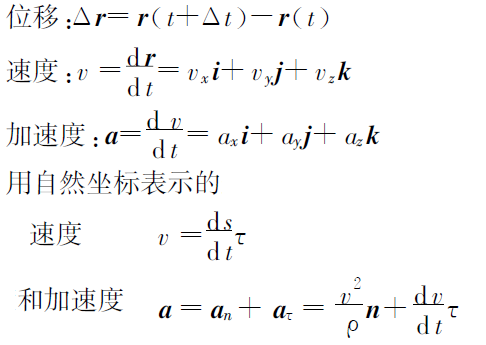 位移:Δr= r(t+Δt)-r(t)
速度:v =dr/dt= vₓi+ v_yj+ v_zk
加速度:a=d v/dt= aₓi+ a_yj+ a_zk
用自然坐标表示的
速度 v =ds/dt τ
和加速度 a = aₙ+ a_τ = v²/ρ n+dv/dt τ